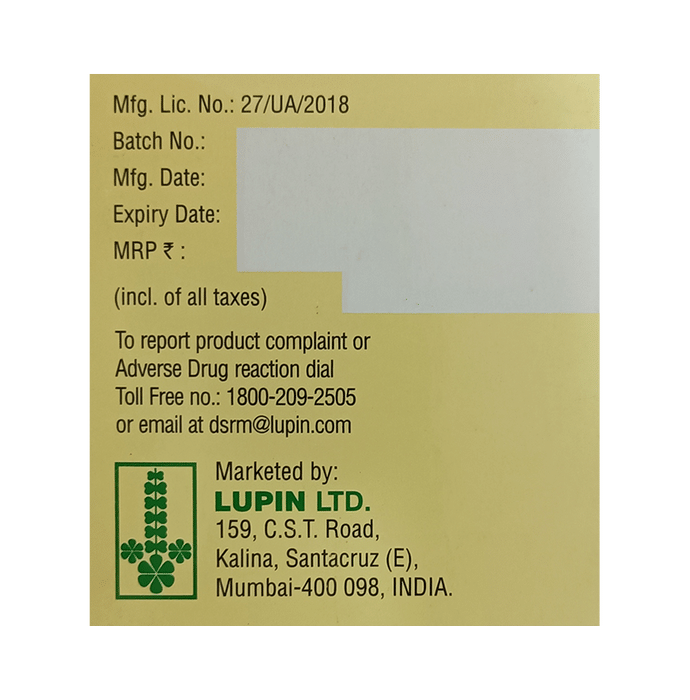 Mfg. Lic. No.: 27/UA/2018
Batch No.:
Mfg. Date:
Expiry Date:
MRP ₹ :
(incl. of all taxes)
To report product complaint or
Adverse Drug reaction dial
Toll Free no.: 1800-209-2505
or email at dsrm@lupin.com
Marketed by:
LUPIN LTD.
159, C.S.T. Road,
Kalina, Santacruz (E),
Mumbai-400 098, INDIA.